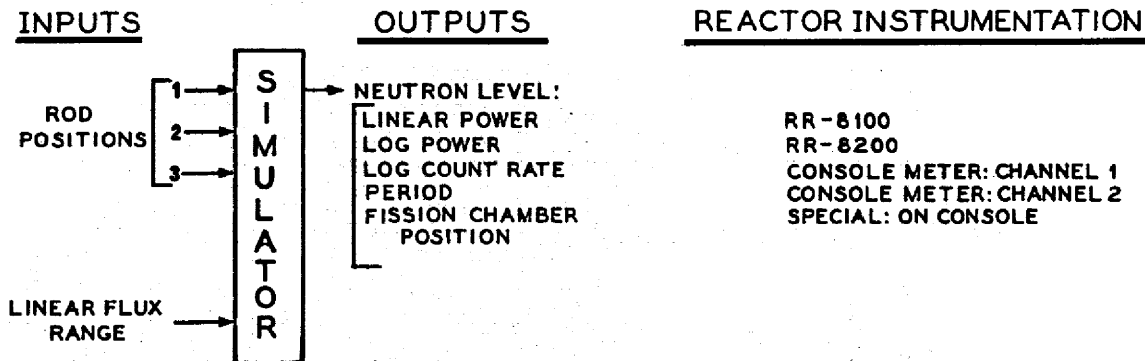 INPUTS
OUTPUTS
REACTOR INSTRUMENTATION
ROD
POSITIONS
1
2
3
LINEAR FLUX
RANGE
SIMULATOR
NEUTRON LEVEL:
LINEAR POWER
LOG POWER
LOG COUNT RATE
PERIOD
FISSION CHAMBER
POSITION
RR-8100
RR-8200
CONSOLE METER: CHANNEL 1
CONSOLE METER: CHANNEL 2
SPECIAL: ON CONSOLE